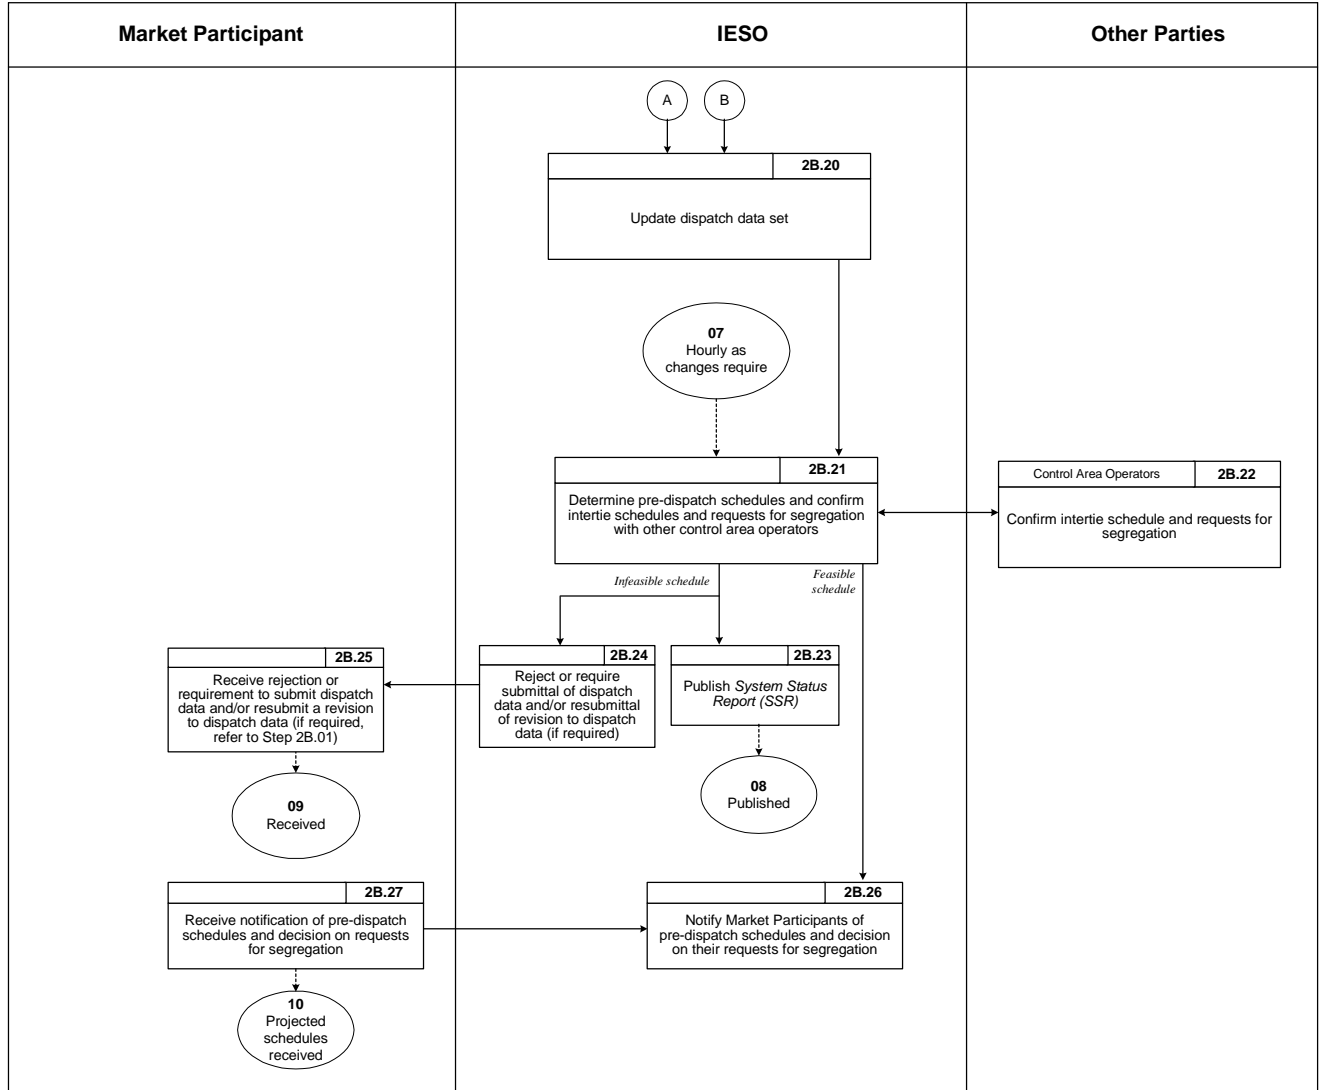 Market Participant
IESO
Other Parties
A
B
2B.20
Update dispatch data set
07
Hourly as
changes require
2B.21
Determine pre-dispatch schedules and confirm
intertie schedules and requests for segregation
with other control area operators
Control Area Operators
2B.22
Confirm intertie schedule and requests for
segregation
Infeasible schedule
Feasible
schedule
2B.25
Receive rejection or
requirement to submit dispatch
data and/or resubmit a revision
to dispatch data (if required,
refer to Step 2B.01)
2B.24
Reject or require
submittal of dispatch
data and/or resubmittal
of revision to dispatch
data (if required)
2B.23
Publish System Status
Report (SSR)
09
Received
08
Published
2B.27
Receive notification of pre-dispatch
schedules and decision on requests
for segregation
2B.26
Notify Market Participants of
pre-dispatch schedules and decision
on their requests for segregation
10
Projected
schedules
received